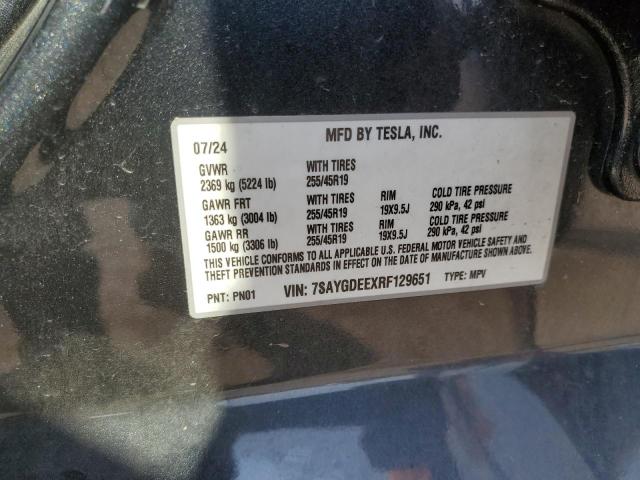 MFD BY TESLA, INC.
07/24
GVWR WITH TIRES
2369 kg (5224 lb) 255/45R19
GAWR FRT WITH TIRES RIM COLD TIRE PRESSURE
1363 kg (3004 lb) 255/45R19 19X9.5J 290 kPa, 42 psi
GAWR RR WITH TIRES RIM COLD TIRE PRESSURE
1500 kg (3306 lb) 255/45R19 19X9.5J 290 kPa, 42 psi
THIS VEHICLE CONFORMS TO ALL APPLICABLE U.S. FEDERAL MOTOR VEHICLE SAFETY AND
THEFT PREVENTION STANDARDS IN EFFECT ON THE DATE OF MANUFACTURE SHOWN ABOVE.
PNT: PN01 VIN: 7SAYGDEEXRF129651 TYPE: MPV